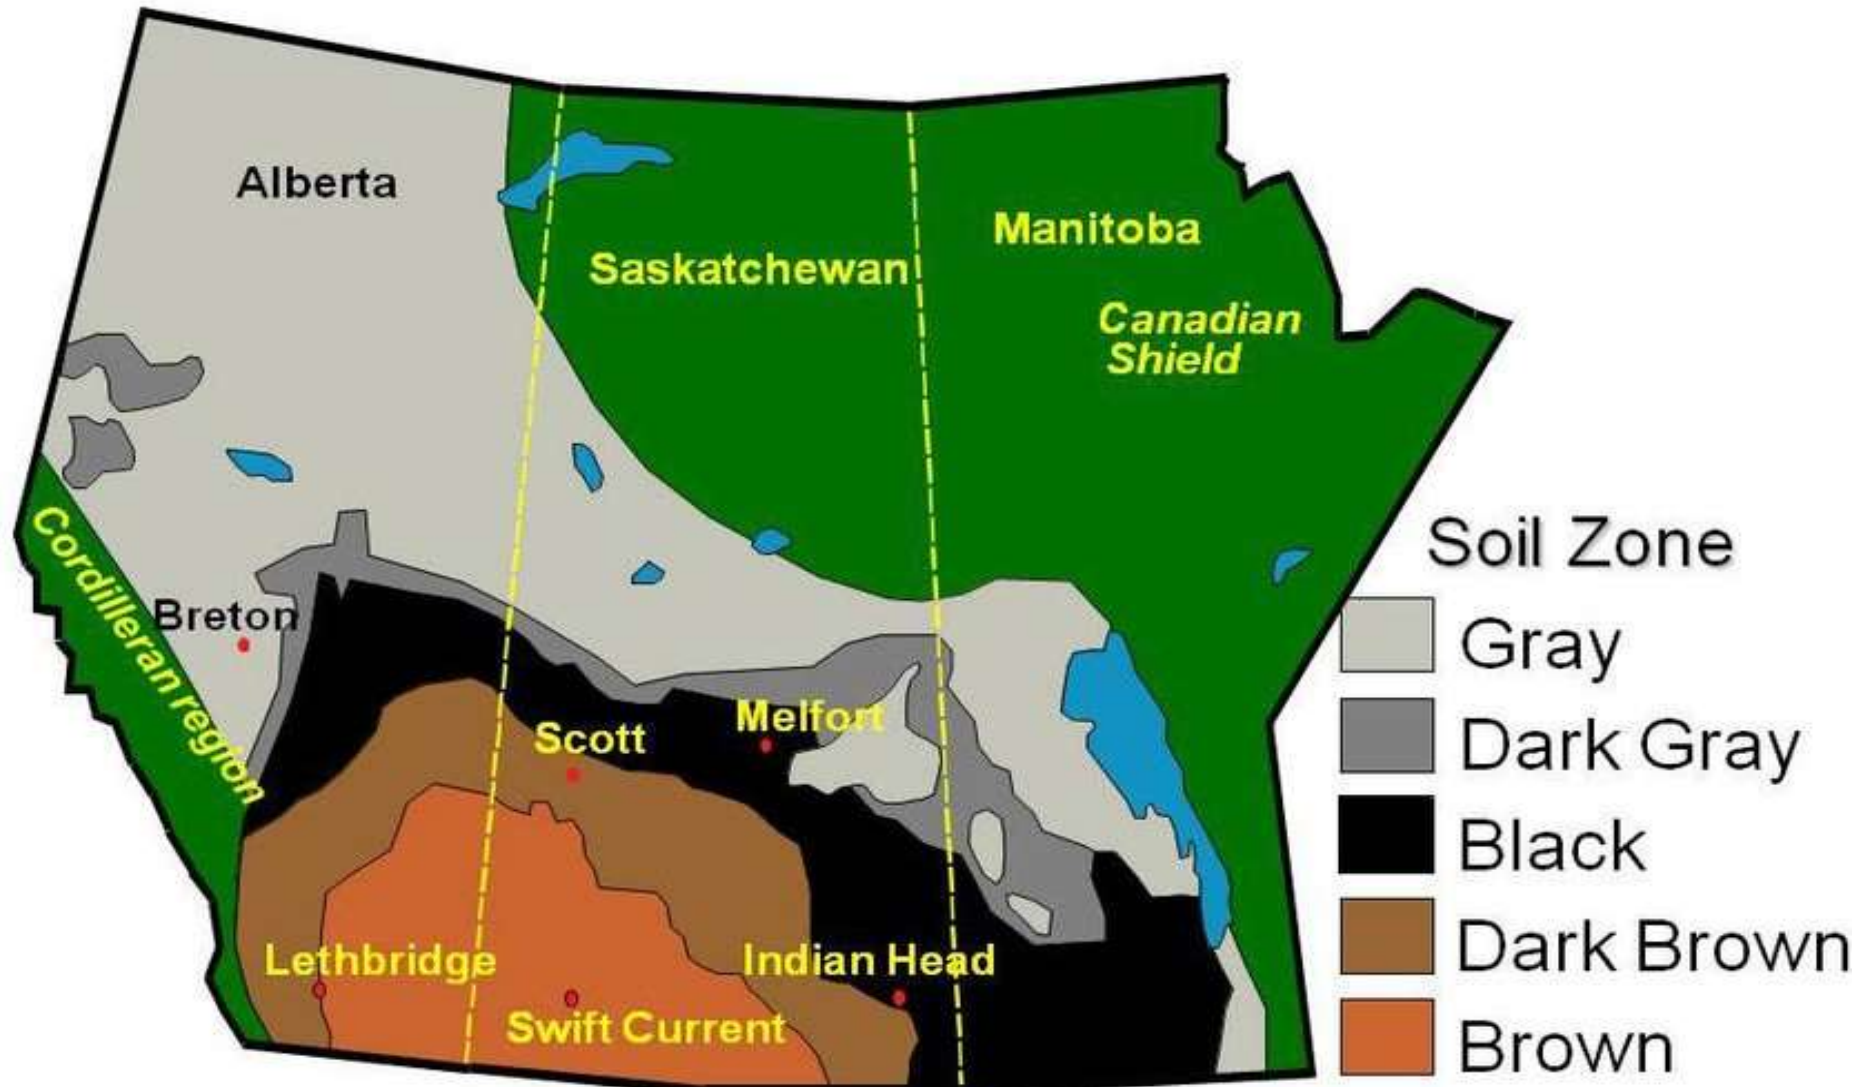 Alberta
Saskatchewan
Manitoba
Canadian
Shield
Cordilleran region
Breton
Scott
Melfort
Lethbridge
Indian Head
Swift Current
Soil Zone
Gray
Dark Gray
Black
Dark Brown
Brown